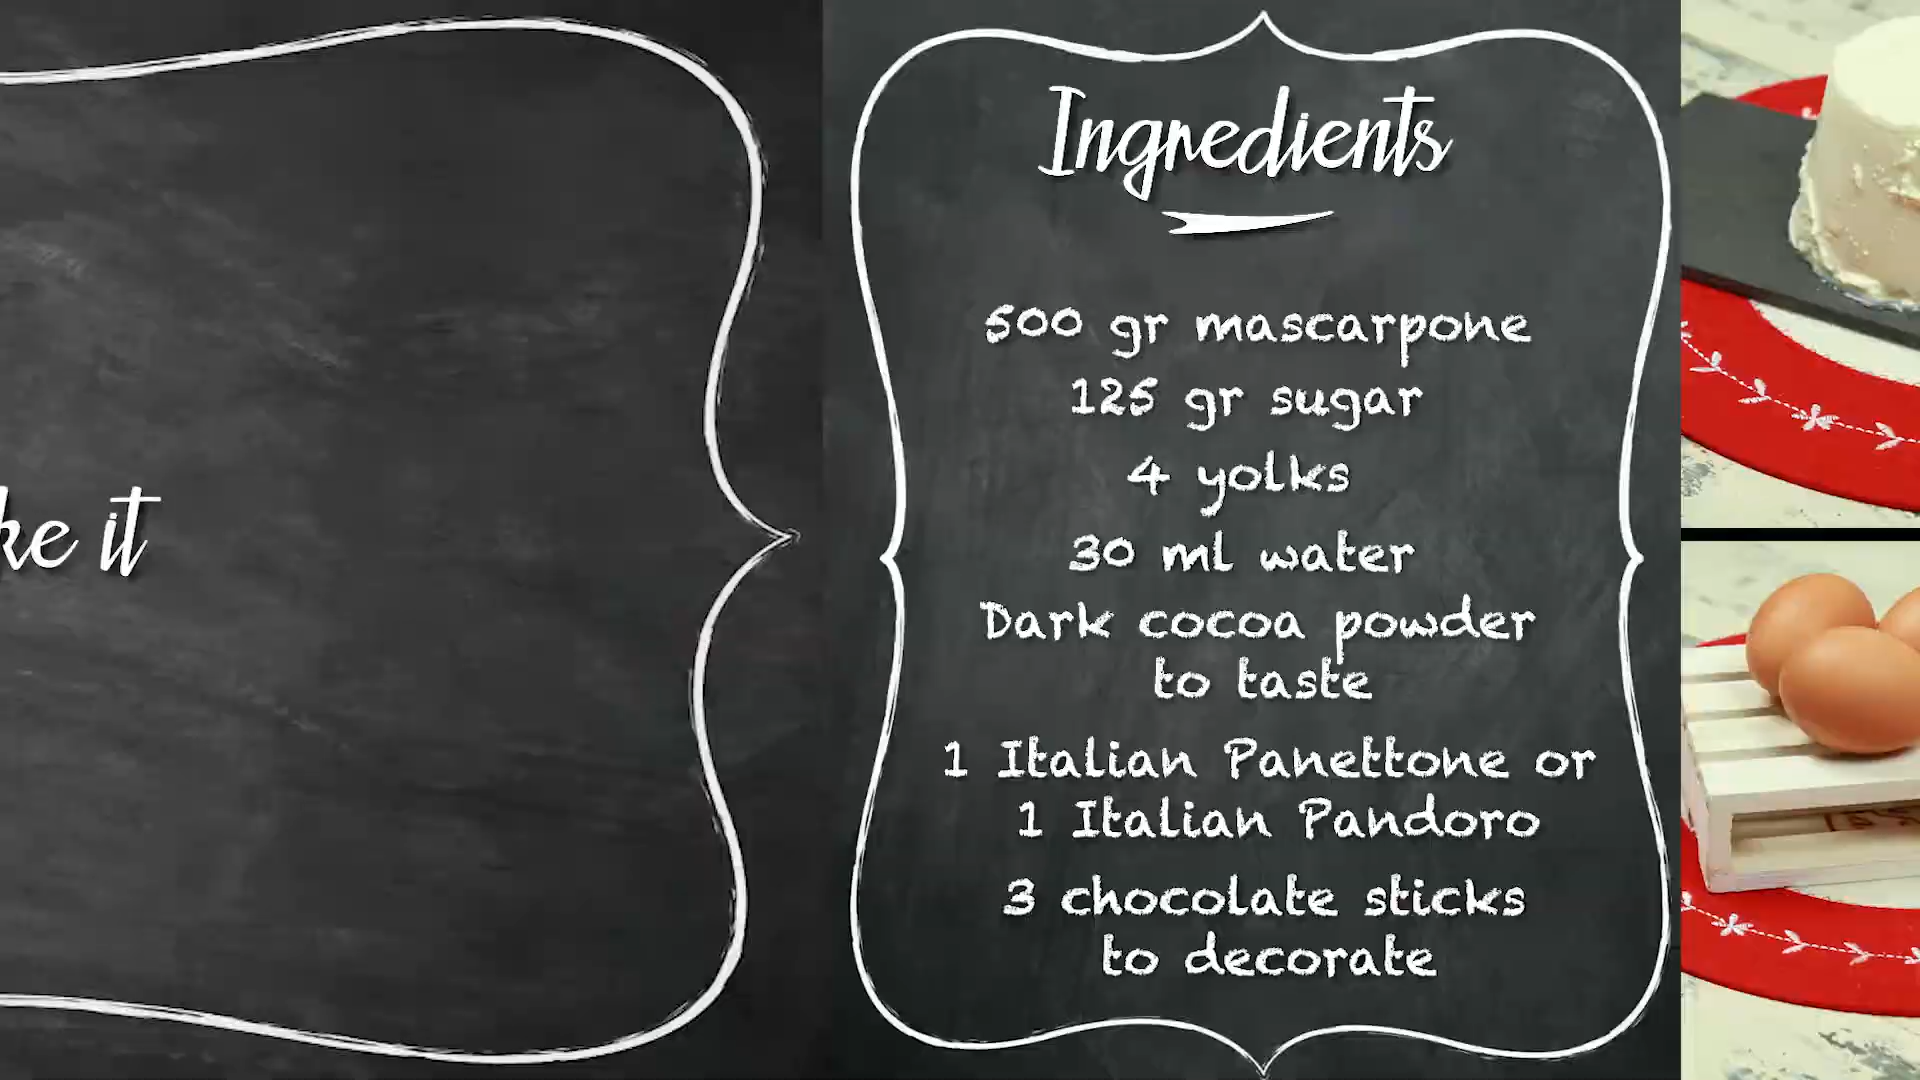 ke it
Ingredients
500 gr mascarpone
125 gr sugar
4 yolks
30 ml water
Dark cocoa powder
to taste
1 Italian Panettone or
1 Italian Pandoro
3 chocolate sticks
to decorate